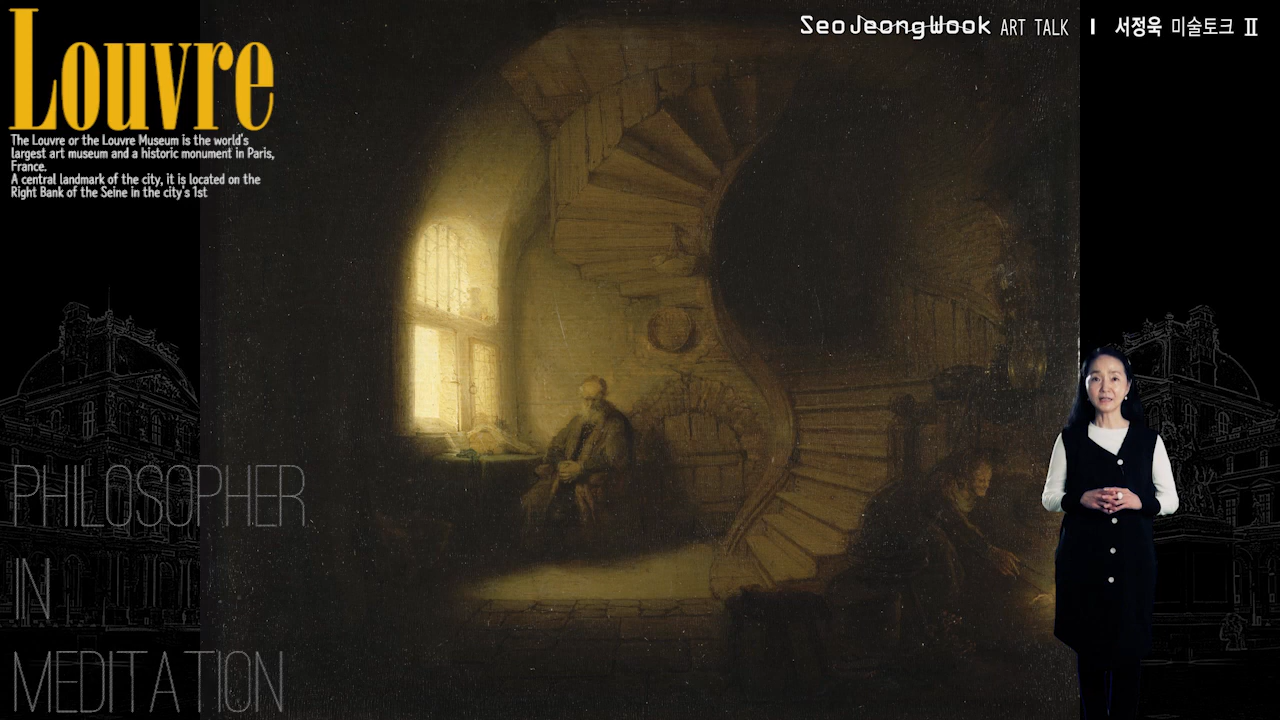 Louvre
The Louvre or the Louvre Museum is the world's
largest art museum and a historic monument in Paris,
France.
A central landmark of the city, it is located on the
Right Bank of the Seine in the city's 1st
SeoJeongWook ART TALK I 서정욱 미술토크 Ⅱ
PHILOSOPHER
IN
MEDITATION